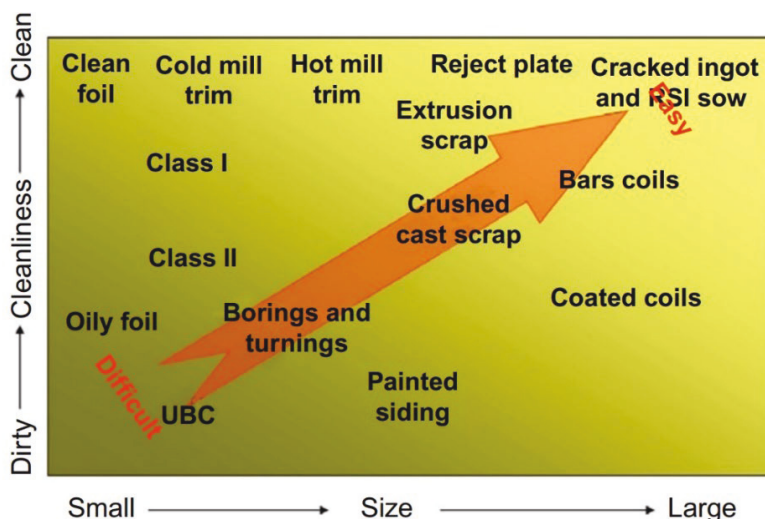 Clean
Cleanliness
Dirty
Clean
foil
Cold mill
trim
Hot mill
trim
Reject plate
Cracked ingot
and RSI sow
Easy
Extrusion
scrap
Class I
Bars coils
Crushed
cast scrap
Class II
Coated coils
Oily foil
Borings and
turnings
Difficult
UBC
Painted
siding
Small
Size
Large